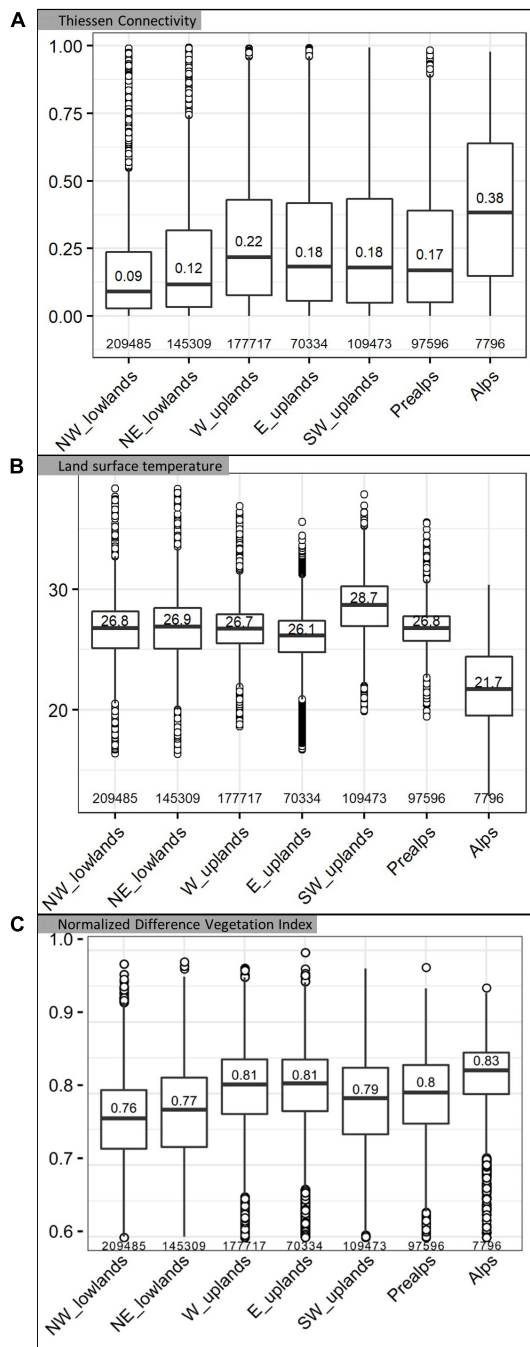 A
Thiessen Connectivity
1.00
0.75
0.50
0.25
0.00
0.09
0.12
0.22
0.18
0.18
0.17
0.38
209485 145309 177717 70334 109473 97596 7796
NW_lowlands NE_lowlands W_uplands E_uplands SW_uplands Prealps Alps
B
Land surface temperature
30
20
26.8
26.9
26.7
26.1
28.7
26.8
21.7
209485 145309 177717 70334 109473 97596 7796
NW_lowlands NE_lowlands W_uplands E_uplands SW_uplands Prealps Alps
C
Normalized Difference Vegetation Index
1.0
0.9
0.8
0.7
0.6
0.76
0.77
0.81
0.81
0.79
0.8
0.83
209485 145309 177717 70334 109473 97596 7796
NW_lowlands NE_lowlands W_uplands E_uplands SW_uplands Prealps Alps